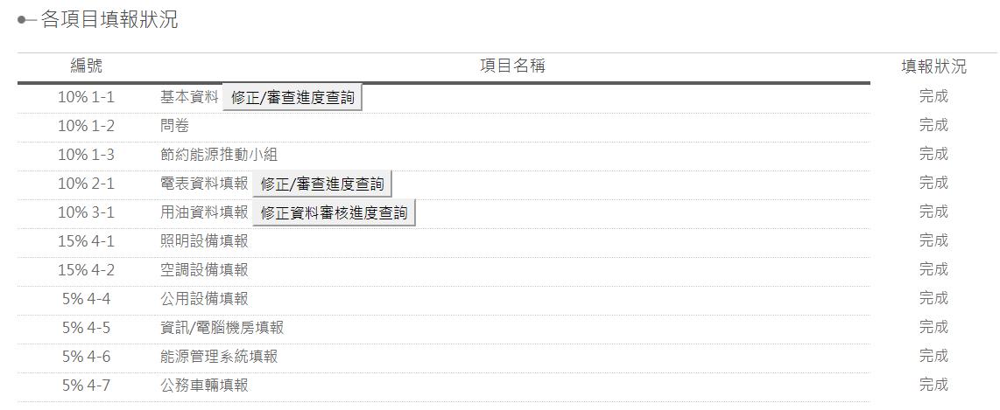 各項目填報狀況
編號 項目名稱 填報狀況
10% 1-1 基本資料 修正/審查進度查詢 完成
10% 1-2 問卷 完成
10% 1-3 節約能源推動小組 完成
10% 2-1 電表資料填報 修正/審查進度查詢 完成
10% 3-1 用油資料填報 修正資料審核進度查詢 完成
15% 4-1 照明設備填報 完成
15% 4-2 空調設備填報 完成
5% 4-4 公用設備填報 完成
5% 4-5 資訊/電腦機房填報 完成
5% 4-6 能源管理系統填報 完成
5% 4-7 公務車輛填報 完成